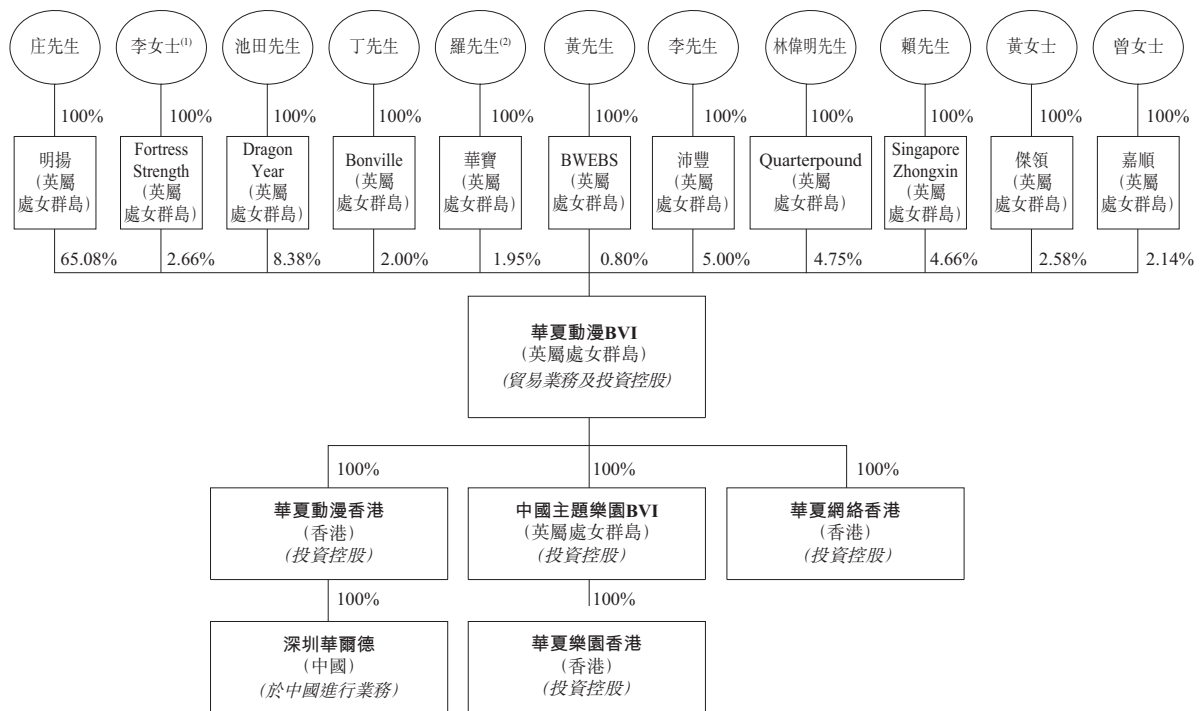 庄先生
李女士(1)
池田先生
丁先生
羅先生(2)
黃先生
李先生
林偉明先生
賴先生
黃女士
曾女士
100%
100%
100%
100%
100%
100%
100%
100%
100%
100%
100%
明揚
(英屬
處女群島)
Fortress
Strength
(英屬
處女群島)
Dragon
Year
(英屬
處女群島)
Bonville
(英屬
處女群島)
華寶
(英屬
處女群島)
BWEBS
(英屬
處女群島)
沛豐
(英屬
處女群島)
Quarterpound
(英屬
處女群島)
Singapore
Zhongxin
(英屬
處女群島)
傑領
(英屬
處女群島)
嘉順
(英屬
處女群島)
65.08%
2.66%
8.38%
2.00%
1.95%
0.80%
5.00%
4.75%
4.66%
2.58%
2.14%
華夏動漫BVI
(英屬處女群島)
(貿易業務及投資控股)
100%
100%
100%
華夏動漫香港
(香港)
(投資控股)
中國主題樂園BVI
(英屬處女群島)
(投資控股)
華夏網絡香港
(香港)
(投資控股)
100%
100%
深圳華爾德
(中國)
(於中國進行業務)
華夏樂園香港
(香港)
(投資控股)